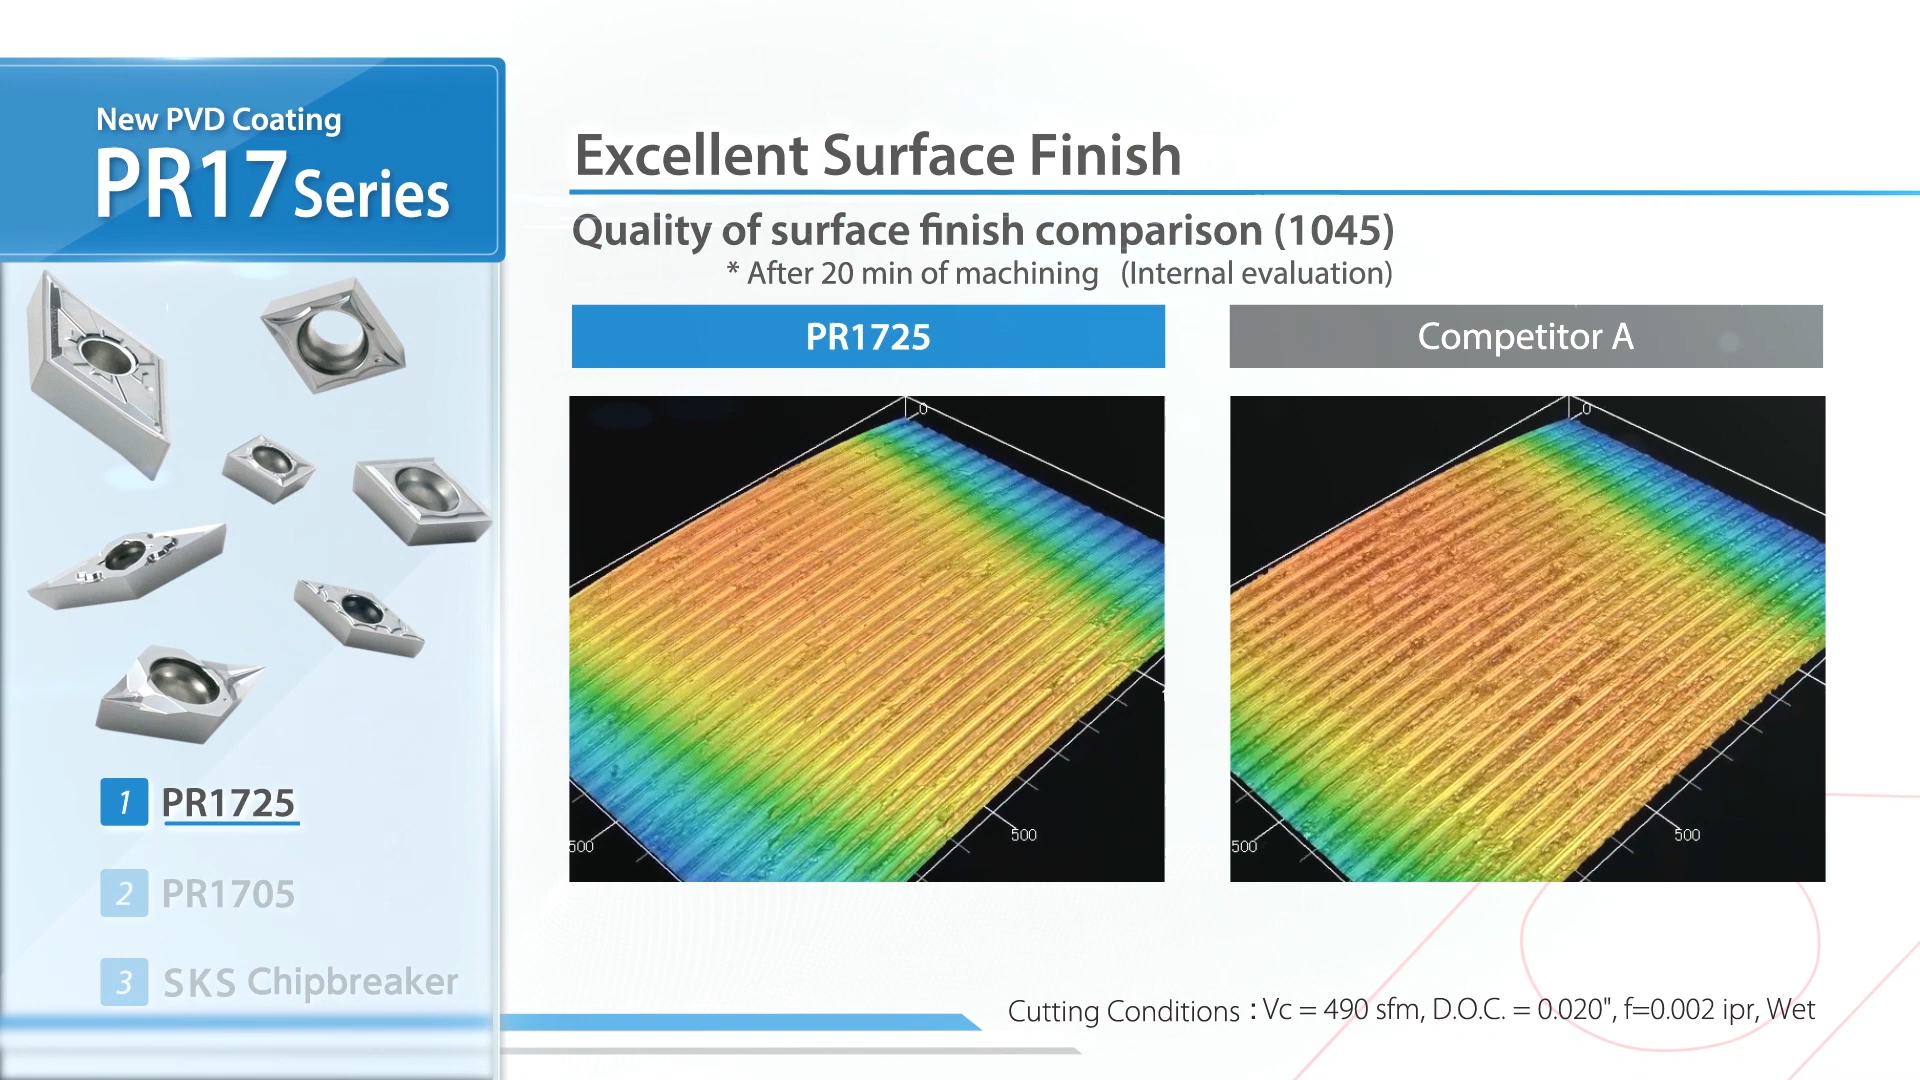 New PVD Coating
PR17 Series
1 PR1725
2 PR1705
3 SKS Chipbreaker
Excellent Surface Finish
Quality of surface finish comparison (1045)
* After 20 min of machining (Internal evaluation)
PR1725
Competitor A
0
500
500
0
500
500
Cutting Conditions : Vc = 490 sfm, D.O.C. = 0.020", f=0.002 ipr, Wet